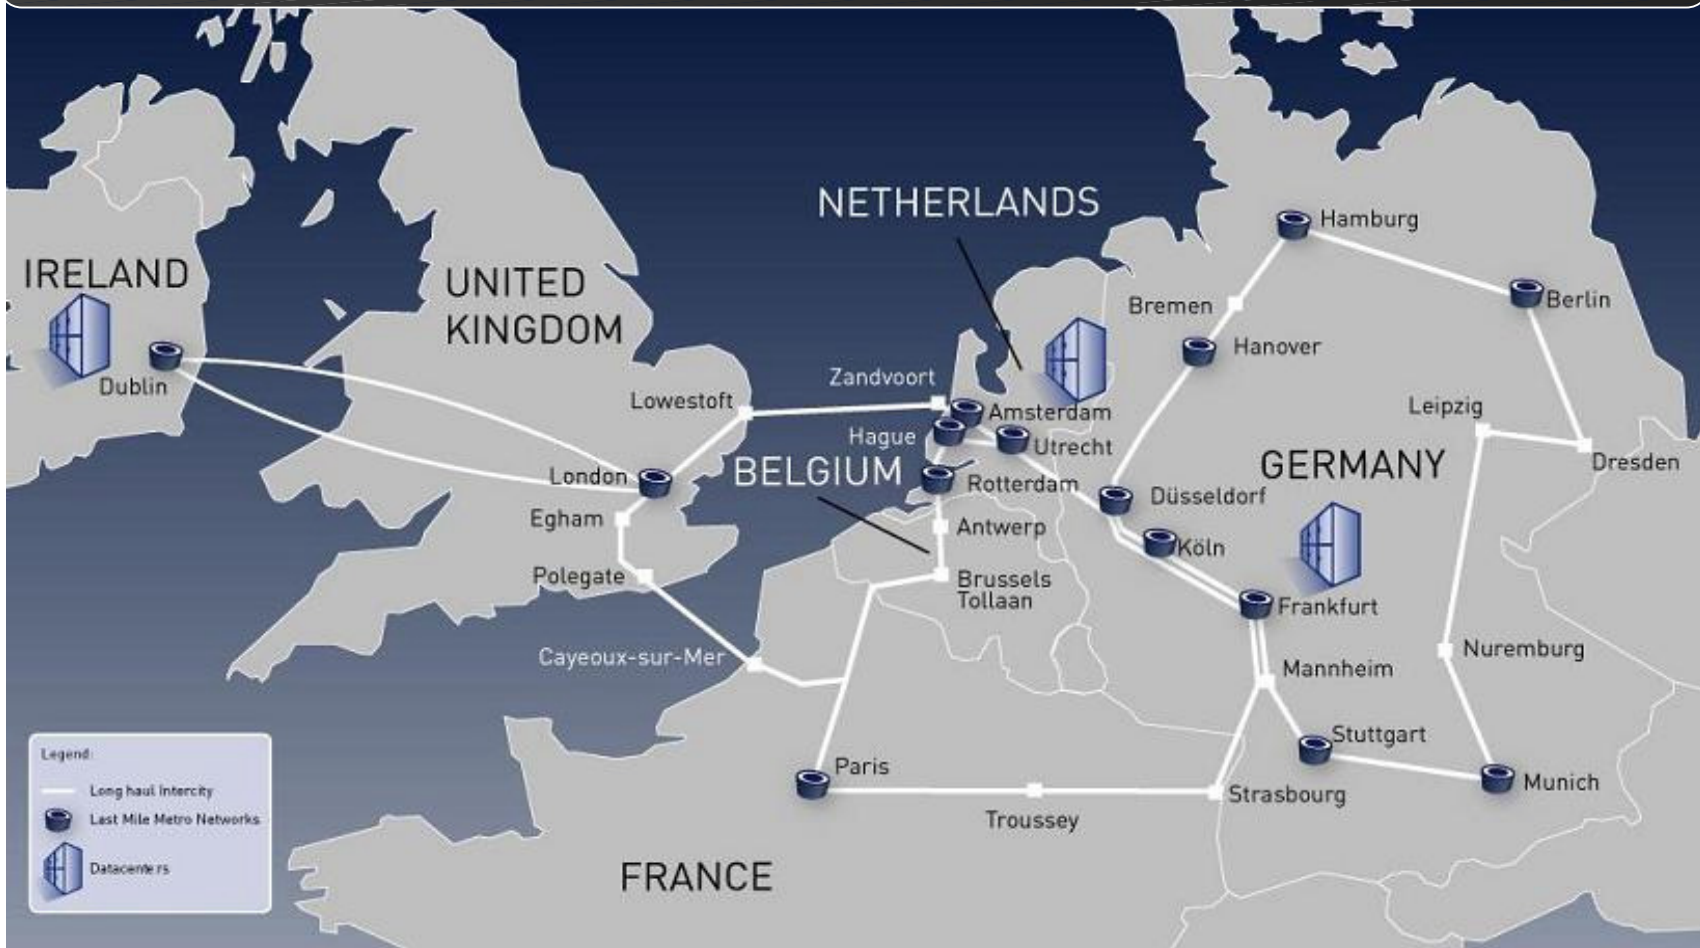 NETHERLANDS
Hamburg
IRELAND
UNITED
KINGDOM
Bremen
Berlin
Hanover
Dublin
Zandvoort
Lowestoft
Amsterdam
Leipzig
Hague
Utrecht
BELGIUM
GERMANY
Dresden
London
Rotterdam
Düsseldorf
Egham
Antwerp
Köln
Polegate
Brussels
Tollaan
Frankfurt
Cayeoux-sur-Mer
Nuremburg
Mannheim
Stuttgart
Paris
Munich
Strasbourg
Troussey
FRANCE
Legend:
Long haul Intercity
Last Mile Metro Networks
Datacenters